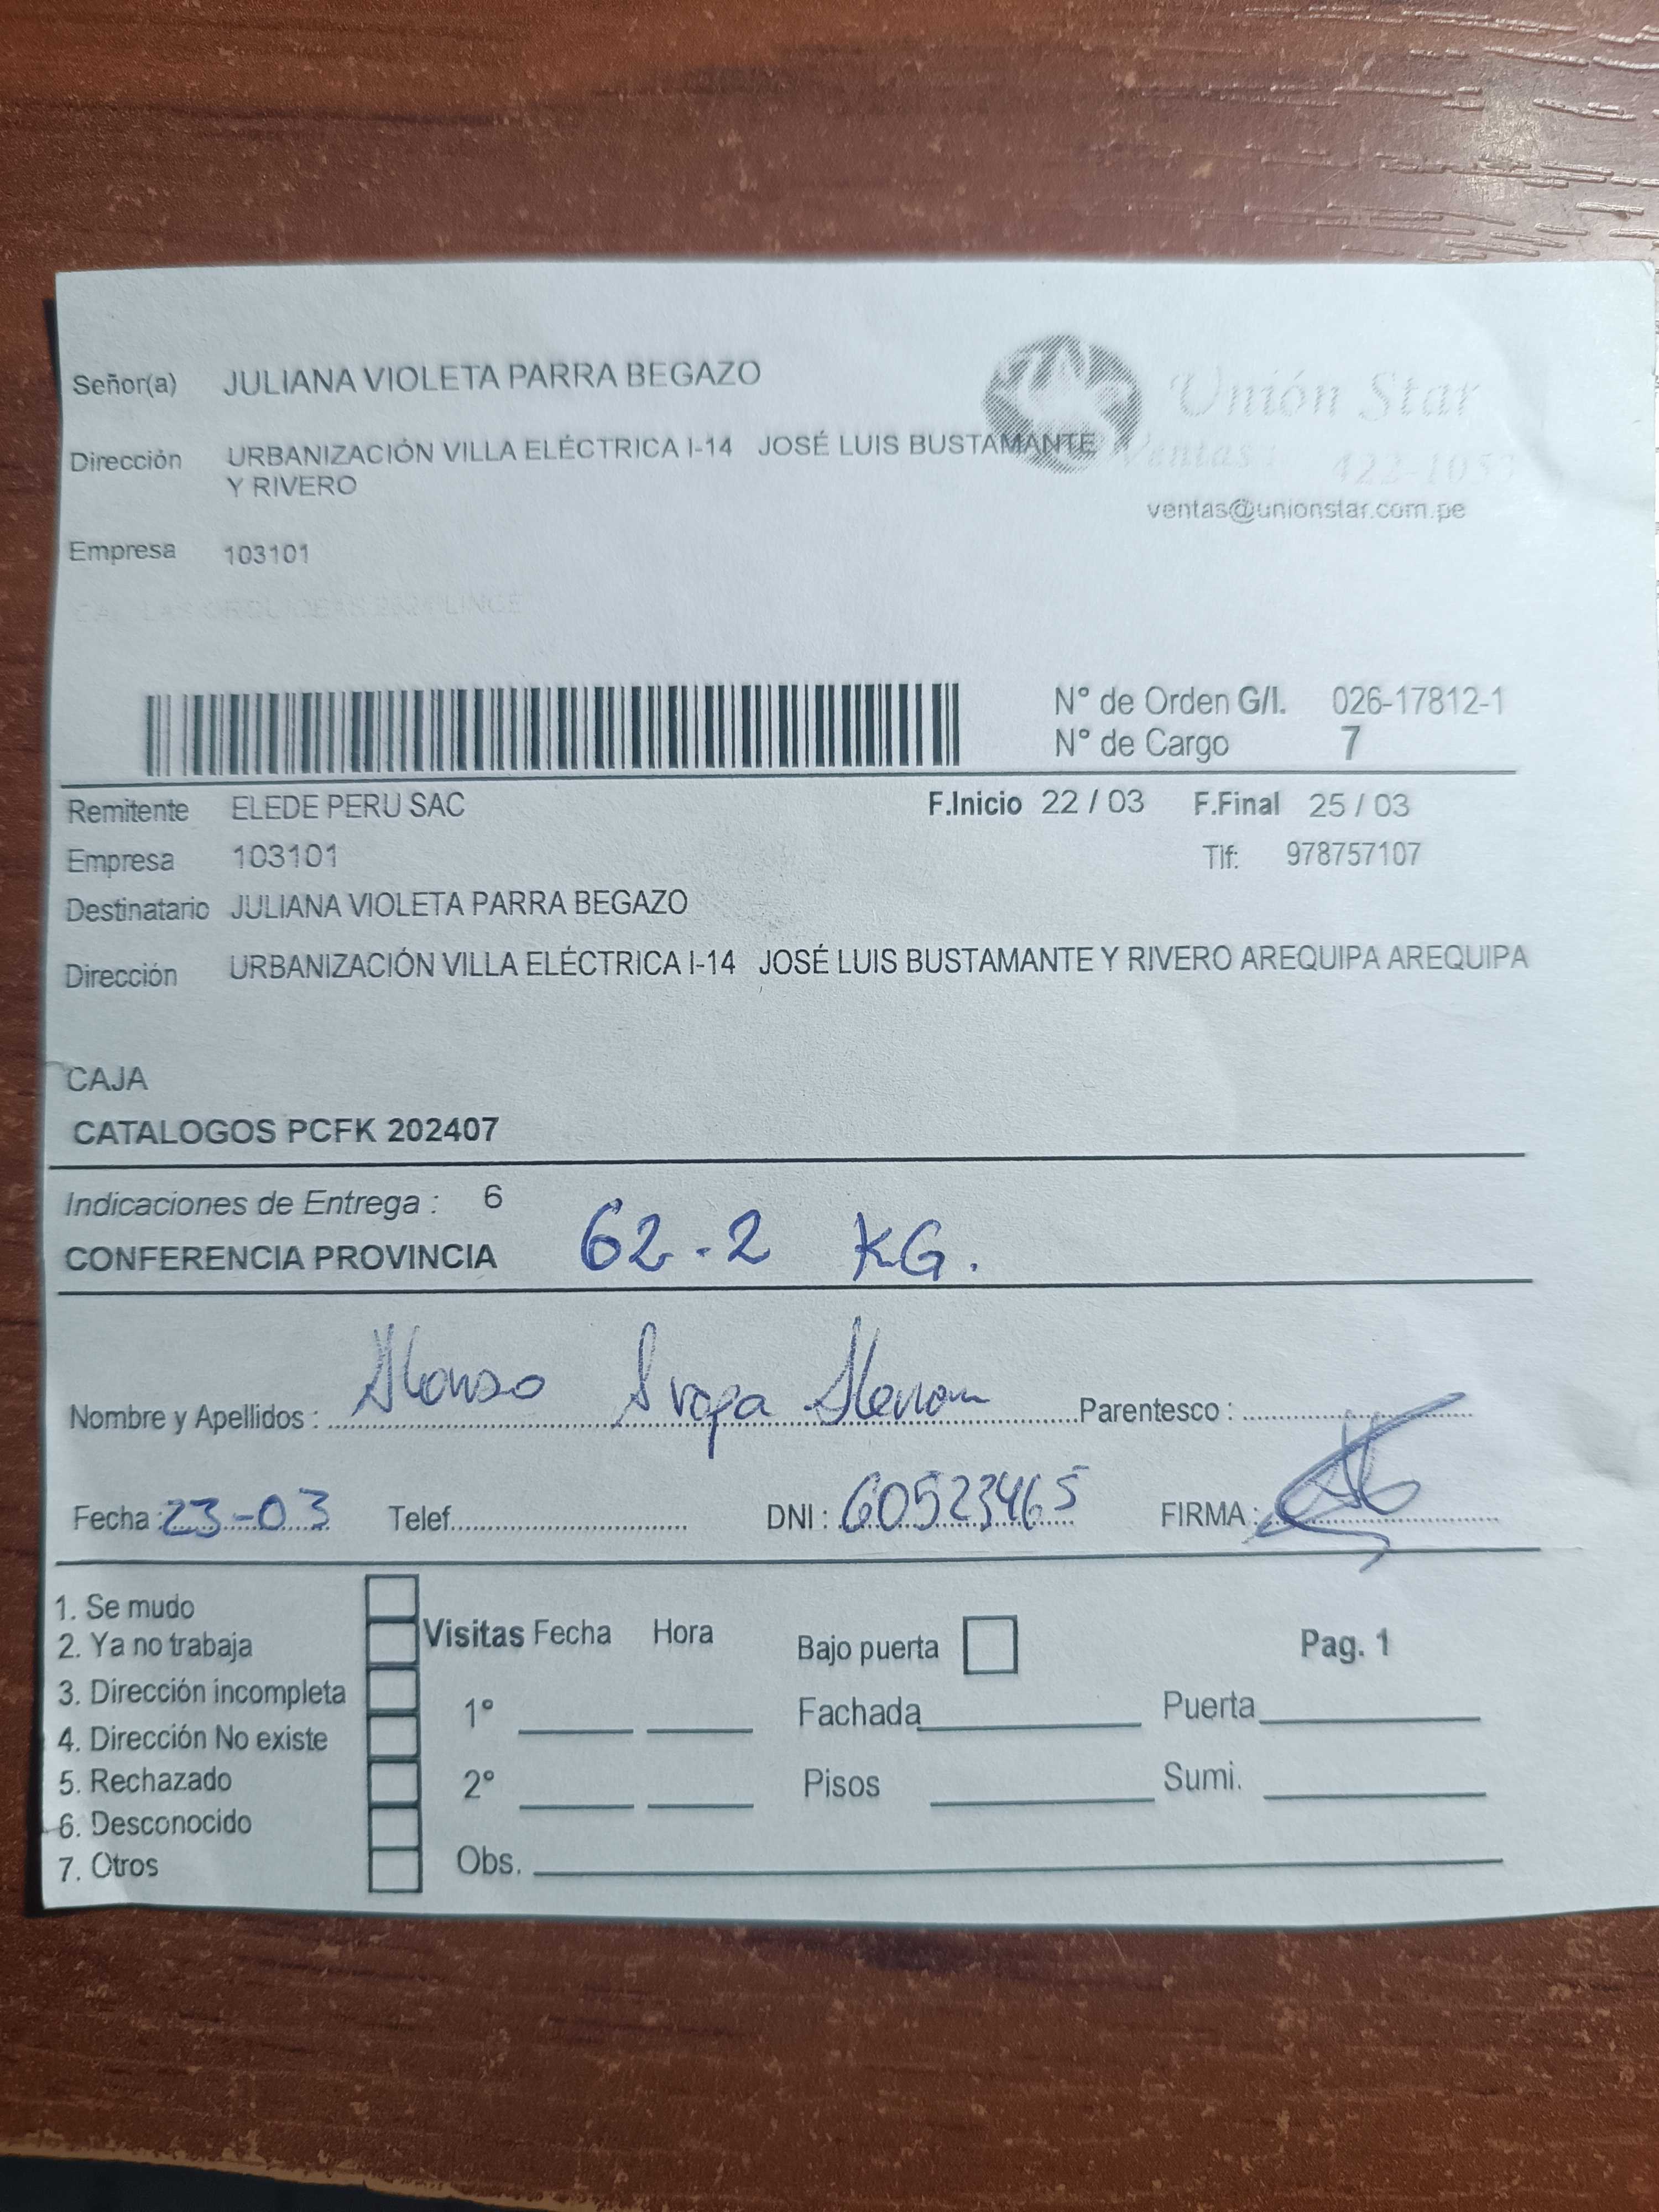 Señor(a) JULIANA VIOLETA PARRA BEGAZO
Unión Star
Dirección URBANIZACIÓN VILLA ELÉCTRICA I-14 JOSÉ LUIS BUSTAMANTE
Y RIVERO
Ventas:
ventas@unionstar.com.pe
Empresa 103101
N° de Orden G/I. 026-17812-1
N° de Cargo 7
Remitente ELEDE PERU SAC F.Inicio 22 / 03 F.Final 25 / 03
Empresa 103101 Tlf: 978757107
Destinatario JULIANA VIOLETA PARRA BEGAZO
Dirección URBANIZACIÓN VILLA ELÉCTRICA I-14 JOSÉ LUIS BUSTAMANTE Y RIVERO AREQUIPA AREQUIPA
CAJA
CATALOGOS PCFK 202407
Indicaciones de Entrega : 6
CONFERENCIA PROVINCIA 62.2 KG.
Nombre y Apellidos : Alonso Parentesco :
Fecha : 23-03 Telef. DNI : 60523465 FIRMA :
1. Se mudo
2. Ya no trabaja
3. Dirección incompleta
4. Dirección No existe
5. Rechazado
6. Desconocido
7. Otros
Visitas Fecha Hora
1°
2°
Obs.
Bajo puerta
Pag. 1
Fachada Puerta
Pisos Sumi.